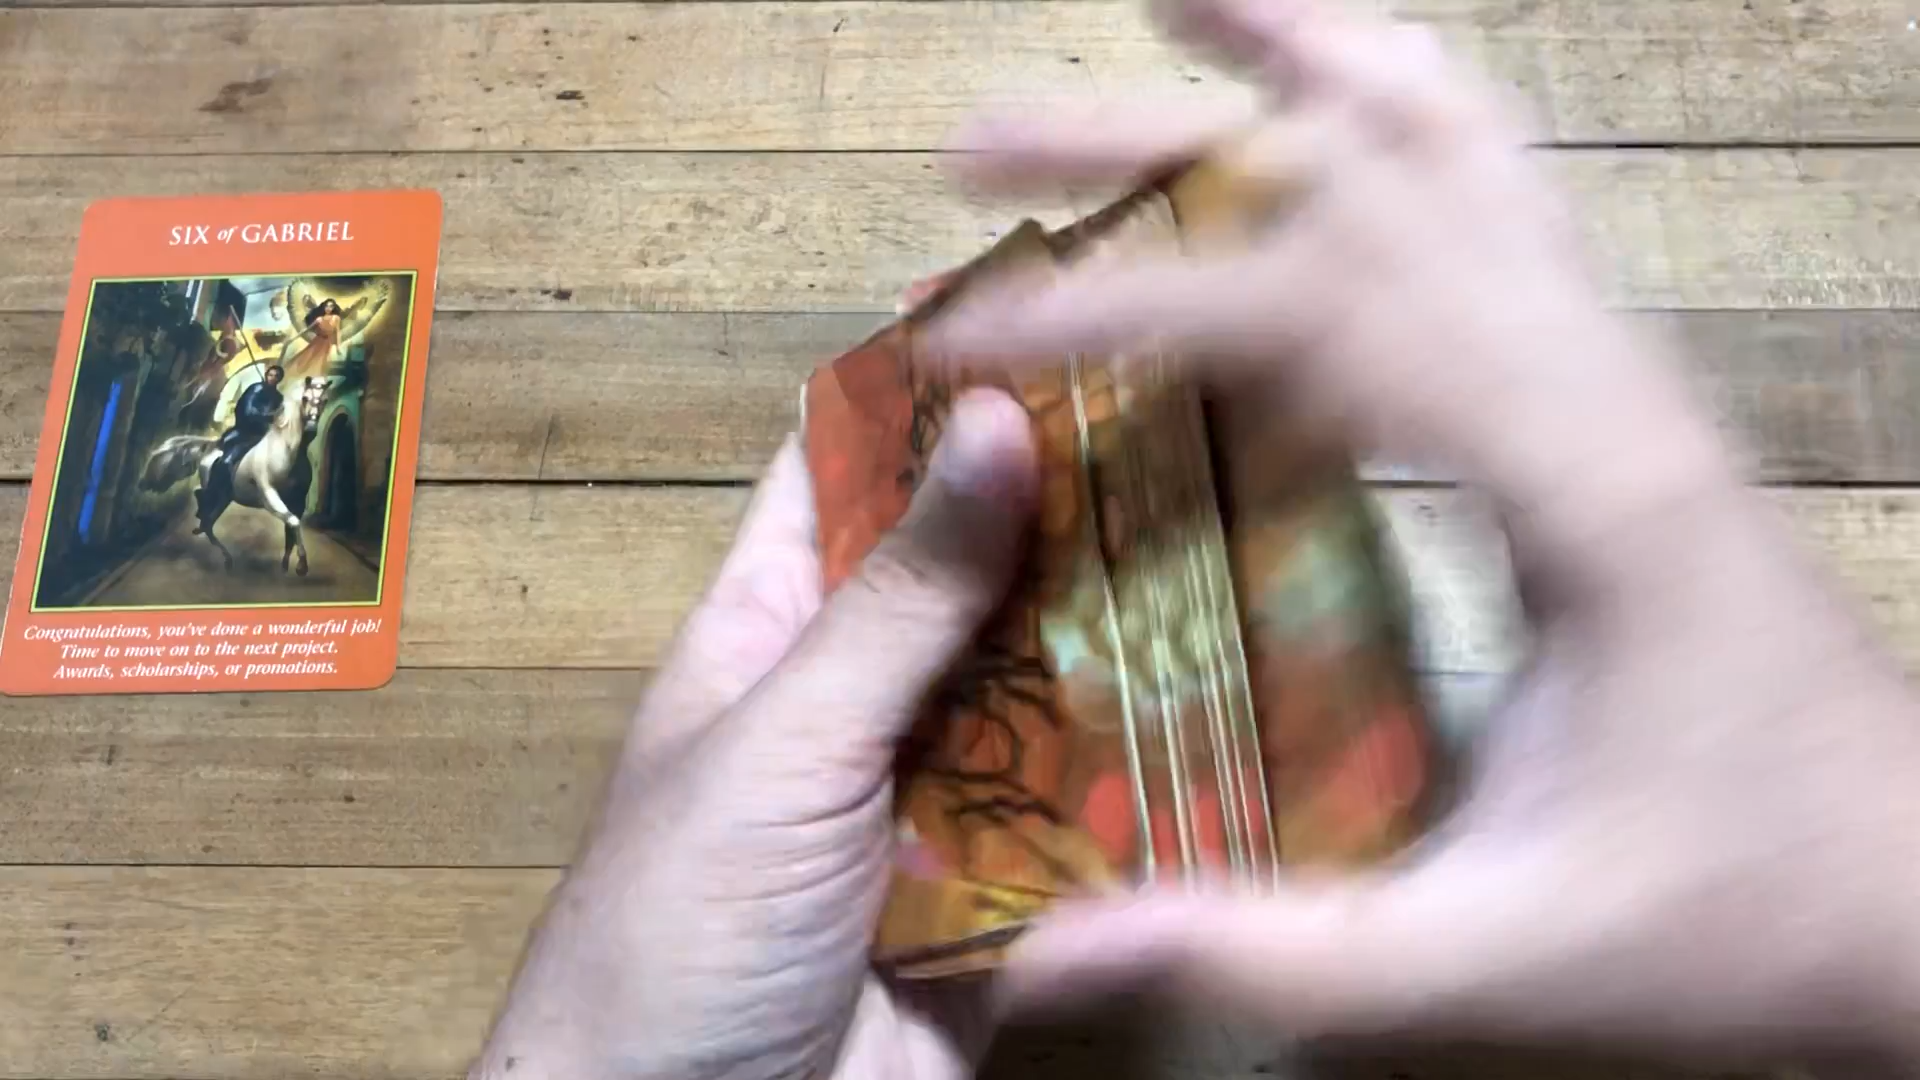 SIX of GABRIEL
Congratulations, you've done a wonderful job!
Time to move on to the next project.
Awards, scholarships, or promotions.